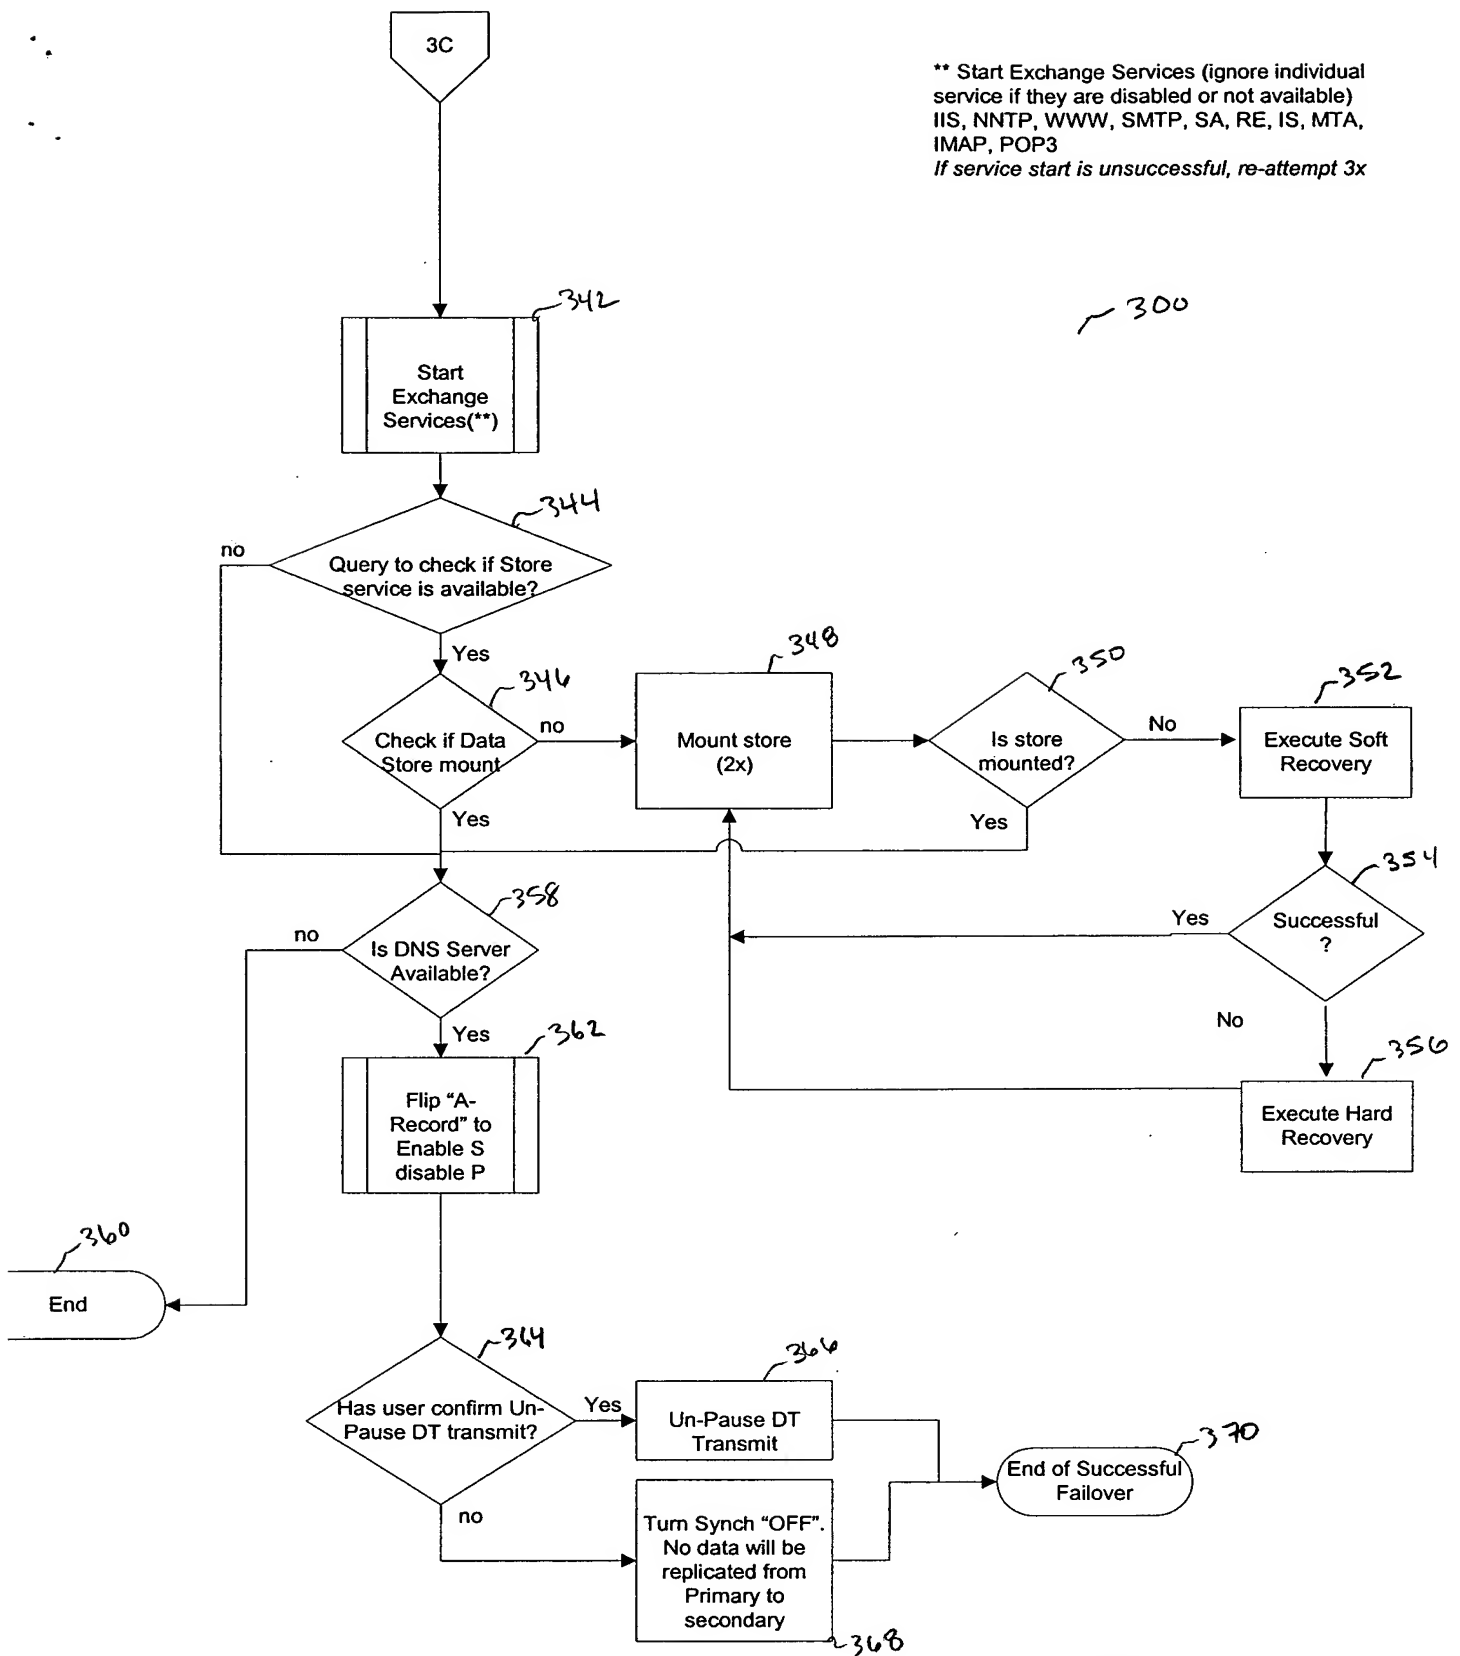 3C
** Start Exchange Services (ignore individual
service if they are disabled or not available)
IIS, NNTP, WWW, SMTP, SA, RE, IS, MTA,
IMAP, POP3
If service start is unsuccessful, re-attempt 3x
300
342
Start
Exchange
Services(**)
344
no
Query to check if Store
service is available?
Yes
346
Check if Data
Store mount
no
Yes
348
Mount store
(2x)
350
Is store
mounted?
No
Yes
352
Execute Soft
Recovery
354
Successful
?
Yes
No
356
Execute Hard
Recovery
358
no
Is DNS Server
Available?
Yes
362
Flip “A-
Record” to
Enable S
disable P
360
End
364
Has user confirm Un-
Pause DT transmit?
Yes
no
366
Un-Pause DT
Transmit
370
End of Successful
Failover
Turn Synch “OFF”.
No data will be
replicated from
Primary to
secondary
368